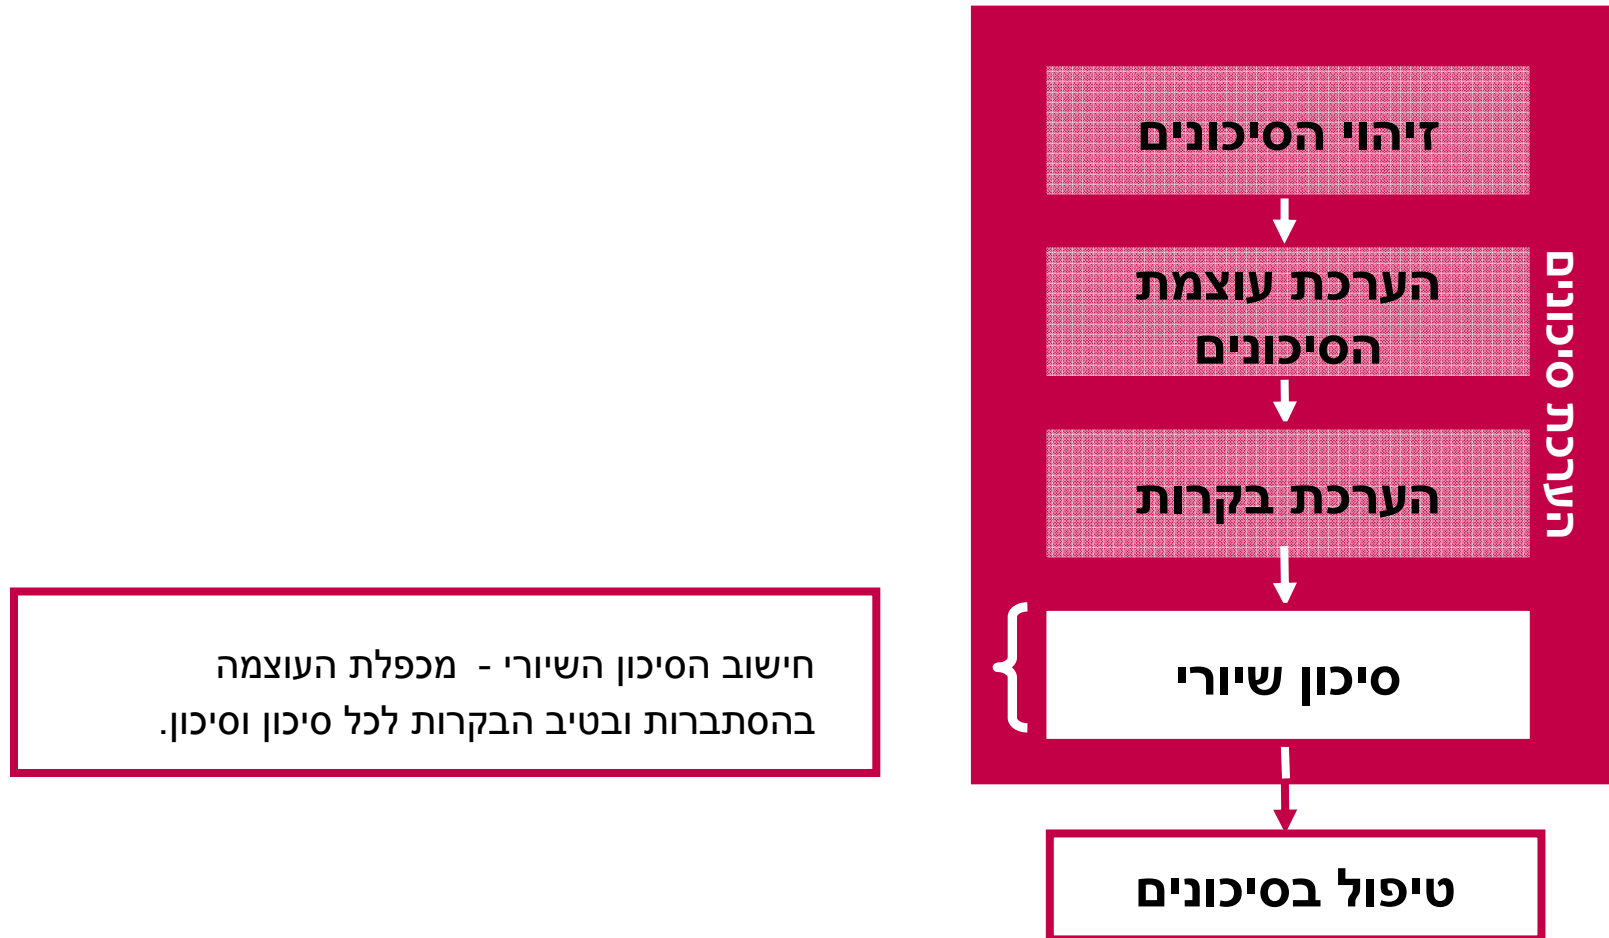 זיהוי הסיכונים
הערכת עוצמת
הסיכונים
הערכת בקרות
סיכון שיורי
טיפול בסיכונים
הערכת סיכונים
חישוב הסיכון השיורי - מכפלת העוצמה
בהסתברות ובטיב הבקרות לכל סיכון וסיכון.